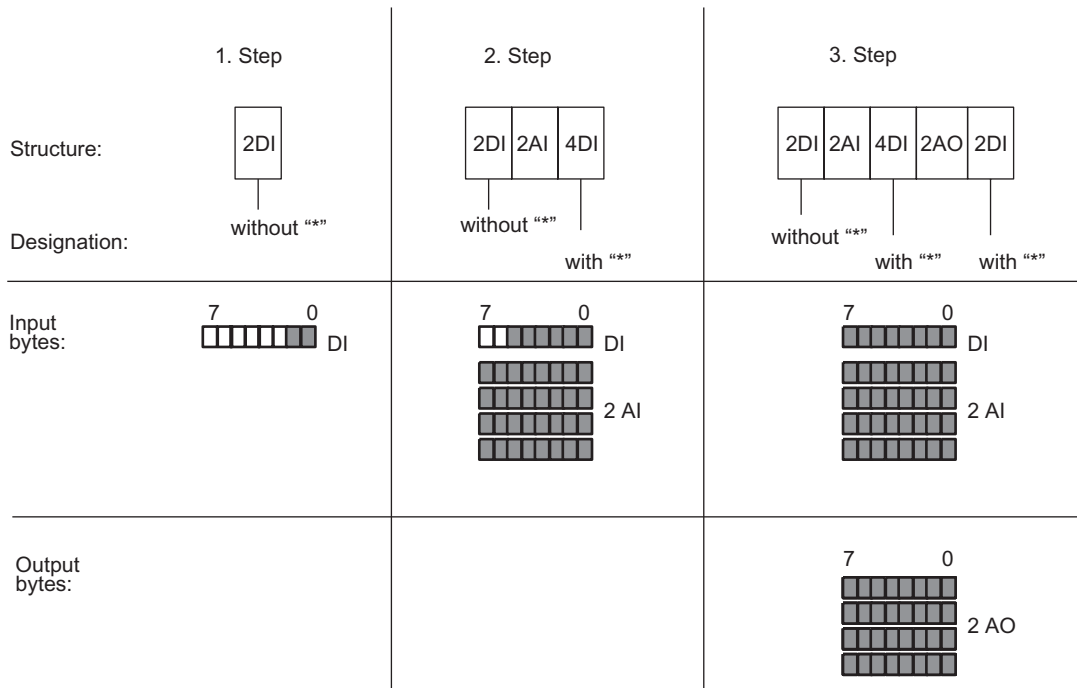 1. Step
2. Step
3. Step
Structure:
2DI
2DI 2AI 4DI
2DI 2AI 4DI 2AO 2DI
Designation:
without “*”
without “*”
with “*”
without “*”
with “*”
with “*”
Input
bytes:
7 0
DI
7 0
DI
2 AI
7 0
DI
2 AI
Output
bytes:
7 0
2 AO